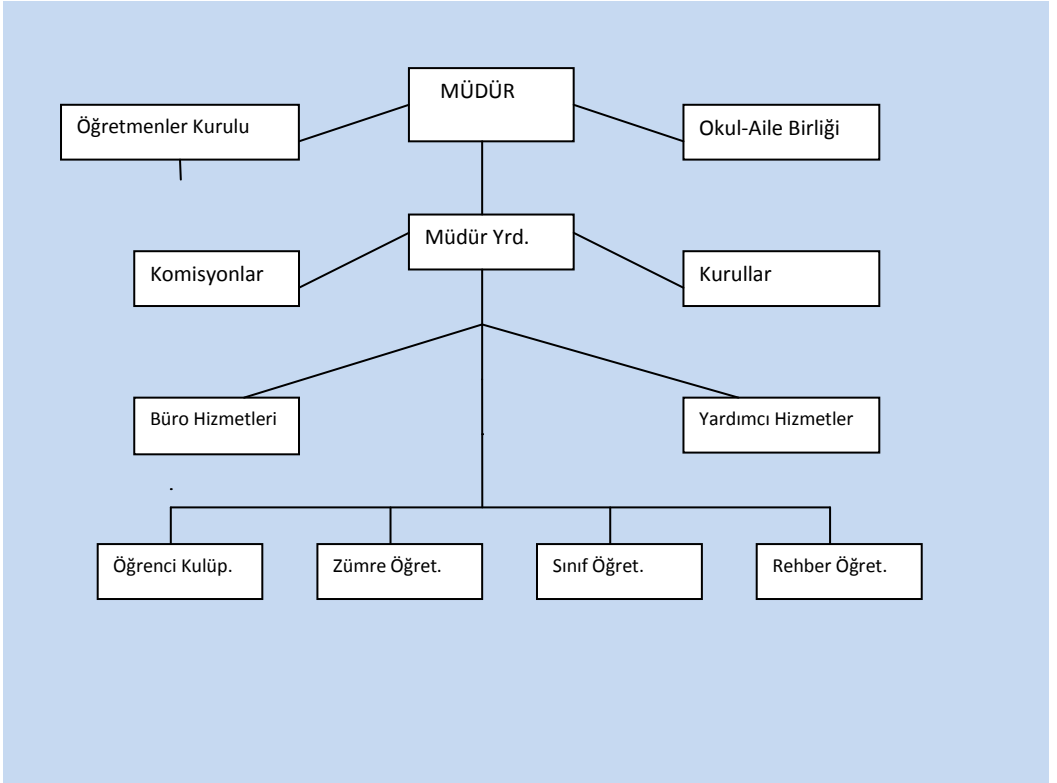 MÜDÜR
Öğretmenler Kurulu
Okul-Aile Birliği
Müdür Yrd.
Komisyonlar
Kurullar
Büro Hizmetleri
Yardımcı Hizmetler
Öğrenci Kulüp.
Zümre Öğret.
Sınıf Öğret.
Rehber Öğret.